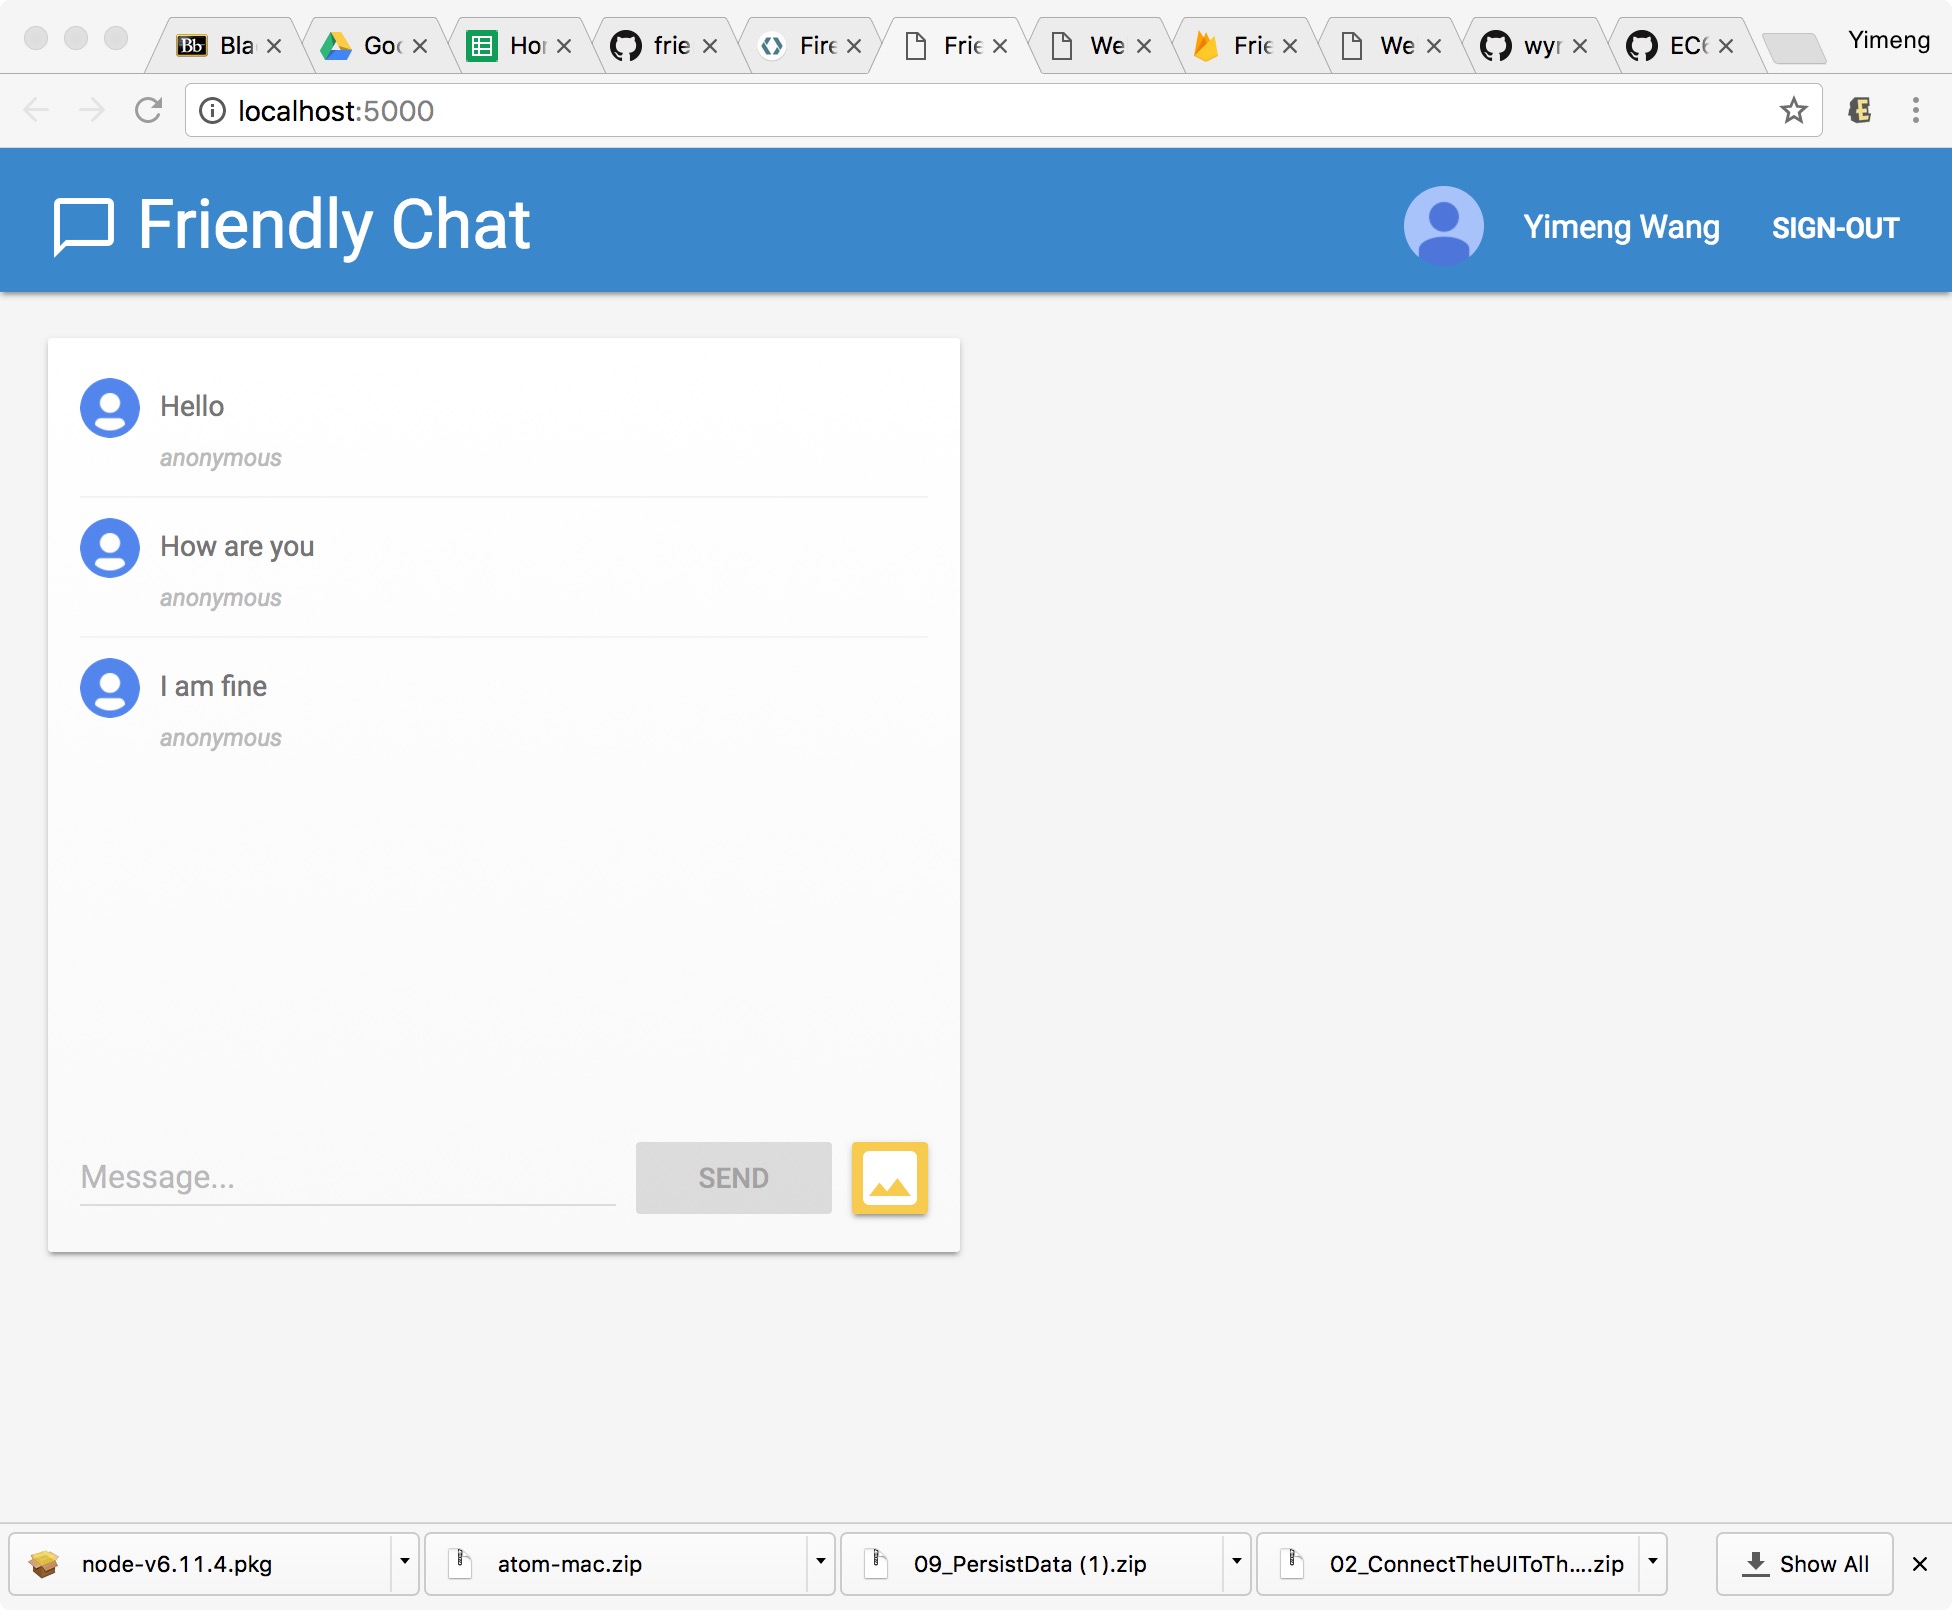 Bb Bla Goo Hor frie Fire Frie We Frie We wyr EC6 Yimeng
localhost:5000
Friendly Chat Yimeng Wang SIGN-OUT
Hello
anonymous
How are you
anonymous
I am fine
anonymous
Message... SEND
node-v6.11.4.pkg atom-mac.zip 09_PersistData (1).zip 02_ConnectTheUIToTh....zip Show All